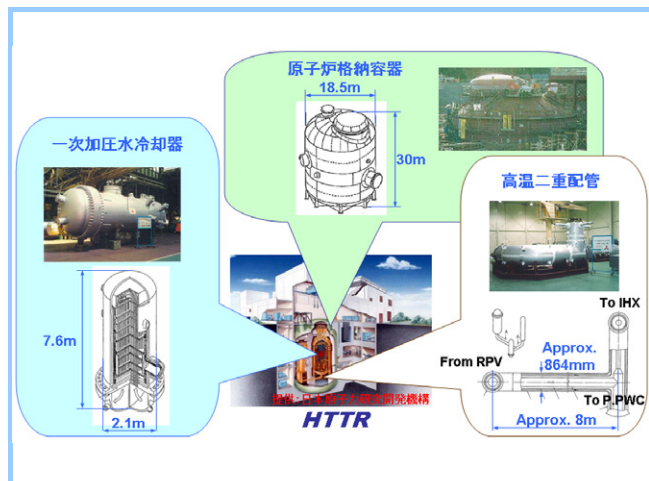 原子炉格納容器
18.5m
30m
一次加圧水冷却器
7.6m
2.1m
高温二重配管
To IHX
From RPV
Approx.
864mm
To P.PWC
Approx. 8m
提供:日本原子力研究開発機構
HTTR